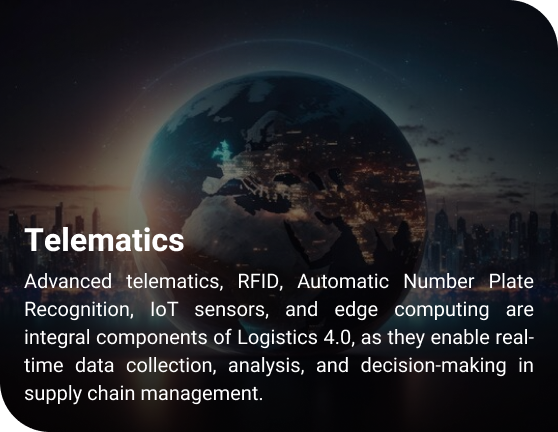 Telematics
Advanced telematics, RFID, Automatic Number Plate
Recognition, IoT sensors, and edge computing are
integral components of Logistics 4.0, as they enable real-
time data collection, analysis, and decision-making in
supply chain management.